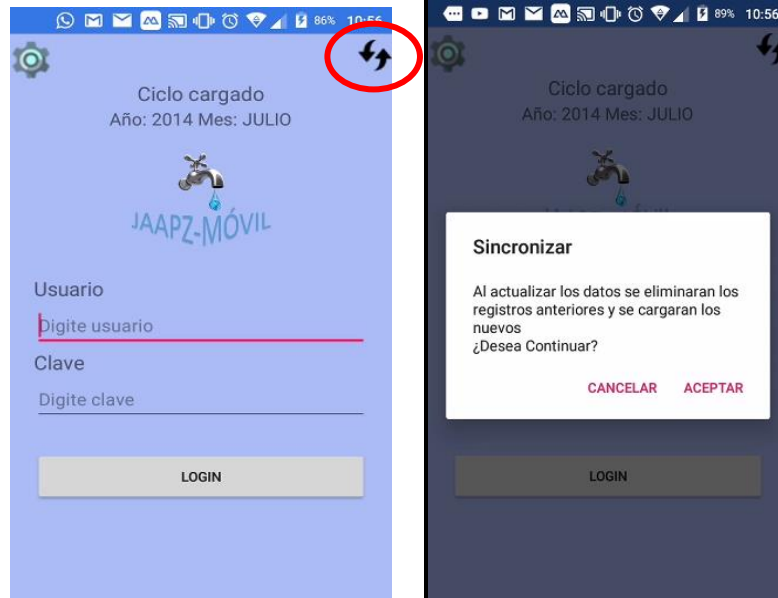 86% 10:56
Ciclo cargado
Año: 2014 Mes: JULIO
JAAPZ-MÓVIL
Usuario
Digite usuario
Clave
Digite clave
LOGIN
89% 10:56
Ciclo cargado
Año: 2014 Mes: JULIO
Sincronizar
Al actualizar los datos se eliminaran los
registros anteriores y se cargaran los
nuevos
¿Desea Continuar?
CANCELAR ACEPTAR
LOGIN